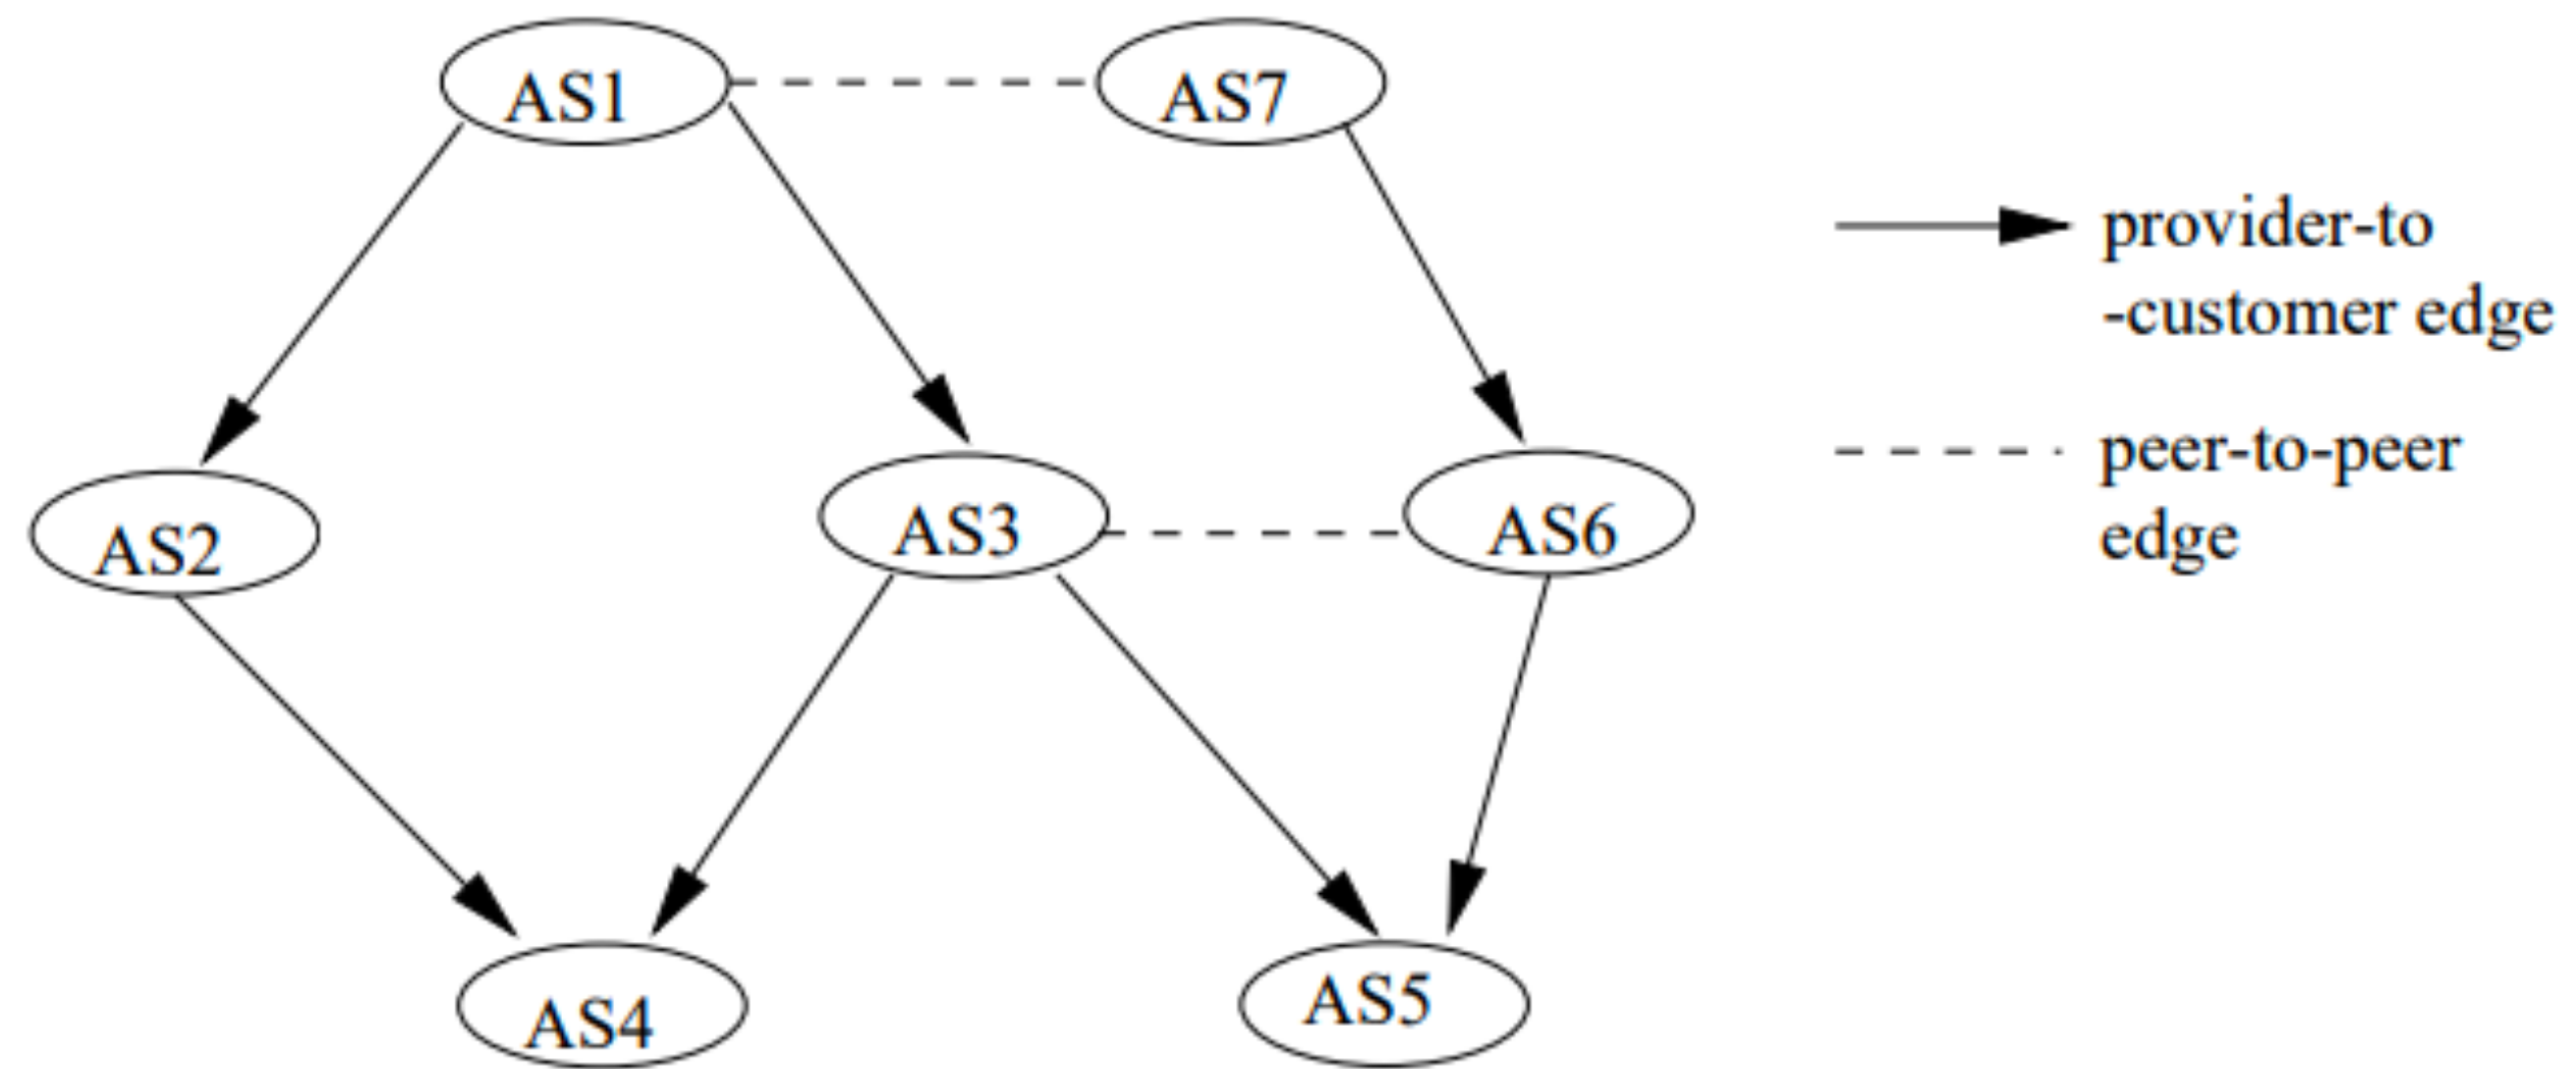 AS1
AS7
provider-to
-customer edge
AS2
AS3
AS6
peer-to-peer
edge
AS4
AS5